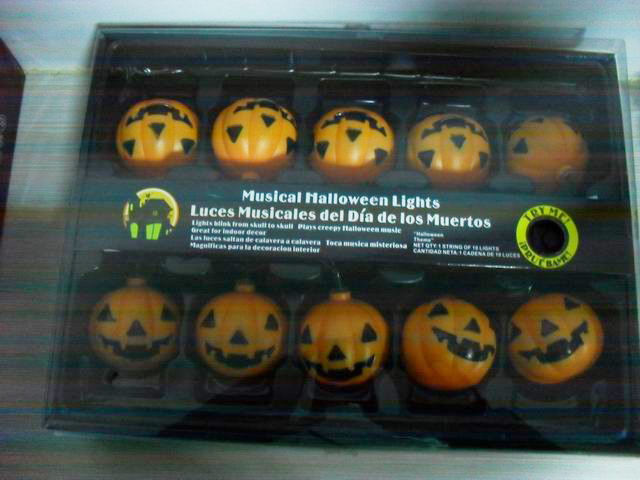 Musical Halloween Lights
Luces Musicales del Día de los Muertos
Lights blink from skull to skull Plays creepy Halloween music
Great for indoor decor
Las luces saltan de calavera a calavera Toca musica misteriosa
Magnificas para la decoracion interior
"Halloween
Theme"
NET QTY:1 STRING OF 10 LIGHTS
CANTIDAD NETA:1 CADENA DE 10 LUCES
TRY ME!
¡PRUEBAME!